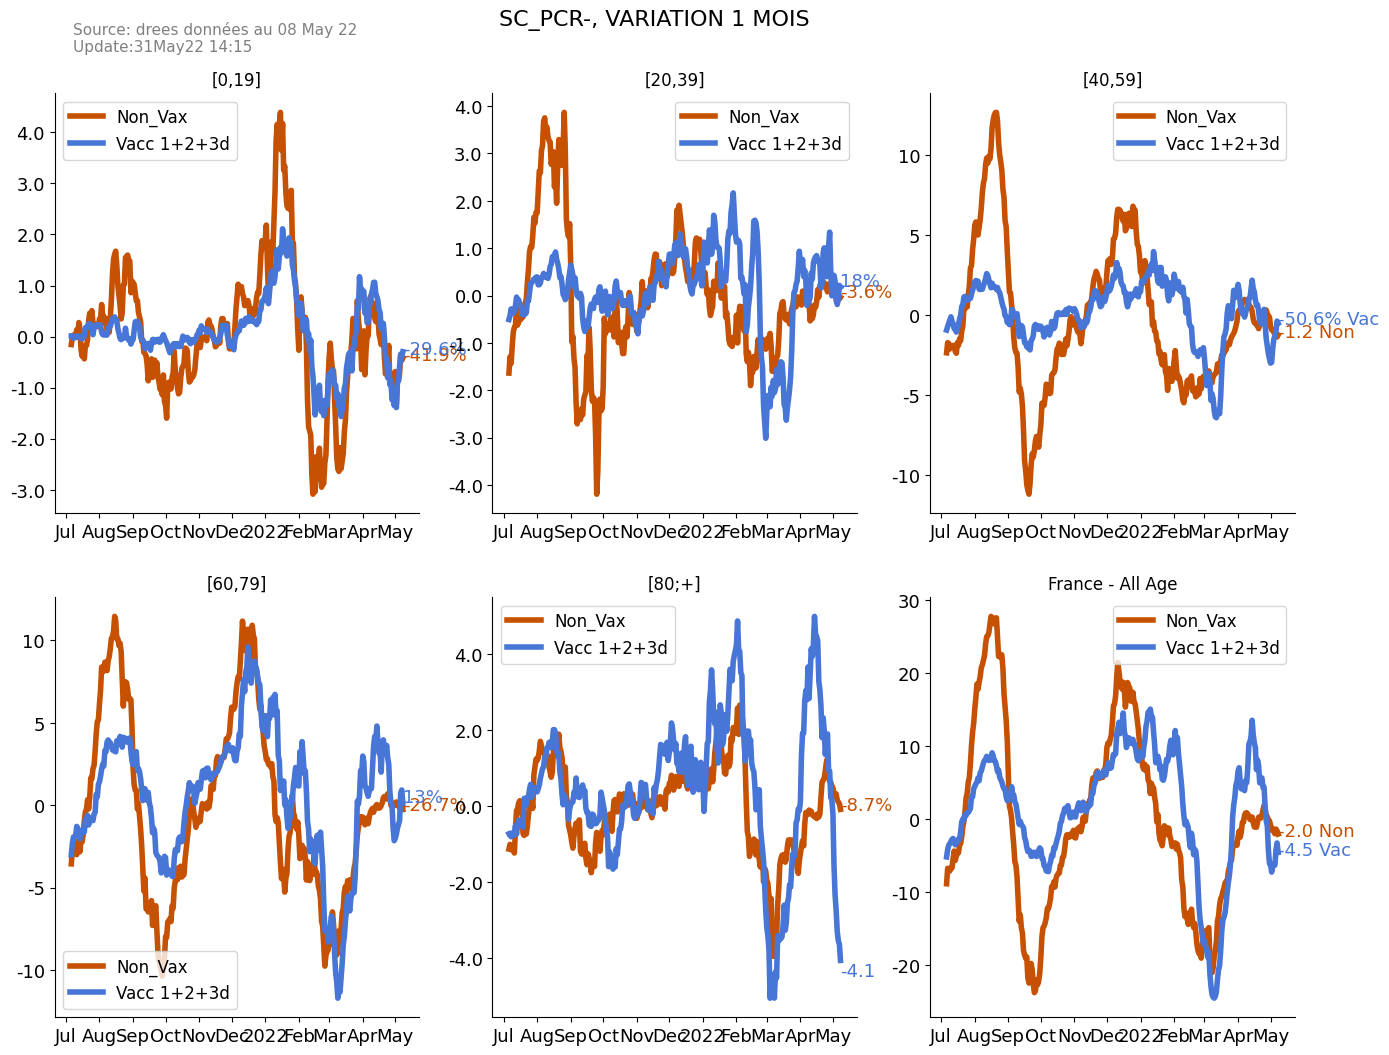 SC_PCR-, VARIATION 1 MOIS
Source: drees données au 08 May 22
Update:31May22 14:15
[0,19]
Non_Vax
Vacc 1+2+3d
4.0
3.0
2.0
1.0
0.0
-1.0
-2.0
-3.0
-29.6%
-41.9%
Jul Aug Sep Oct Nov Dec 2022 Feb Mar Apr May
[20,39]
Non_Vax
Vacc 1+2+3d
4.0
3.0
2.0
1.0
0.0
-1.0
-2.0
-3.0
-4.0
18%
-3.6%
Jul Aug Sep Oct Nov Dec 2022 Feb Mar Apr May
[40,59]
Non_Vax
Vacc 1+2+3d
10
5
0
-5
-10
-50.6% Vac
-1.2 Non
Jul Aug Sep Oct Nov Dec 2022 Feb Mar Apr May
[60,79]
10
5
0
-5
-10
13%
-26.7%
Non_Vax
Vacc 1+2+3d
Jul Aug Sep Oct Nov Dec 2022 Feb Mar Apr May
[80;+]
Non_Vax
Vacc 1+2+3d
4.0
2.0
0.0
-2.0
-4.0
-8.7%
-4.1
Jul Aug Sep Oct Nov Dec 2022 Feb Mar Apr May
France - All Age
Non_Vax
Vacc 1+2+3d
30
20
10
0
-10
-20
-2.0 Non
-4.5 Vac
Jul Aug Sep Oct Nov Dec 2022 Feb Mar Apr May